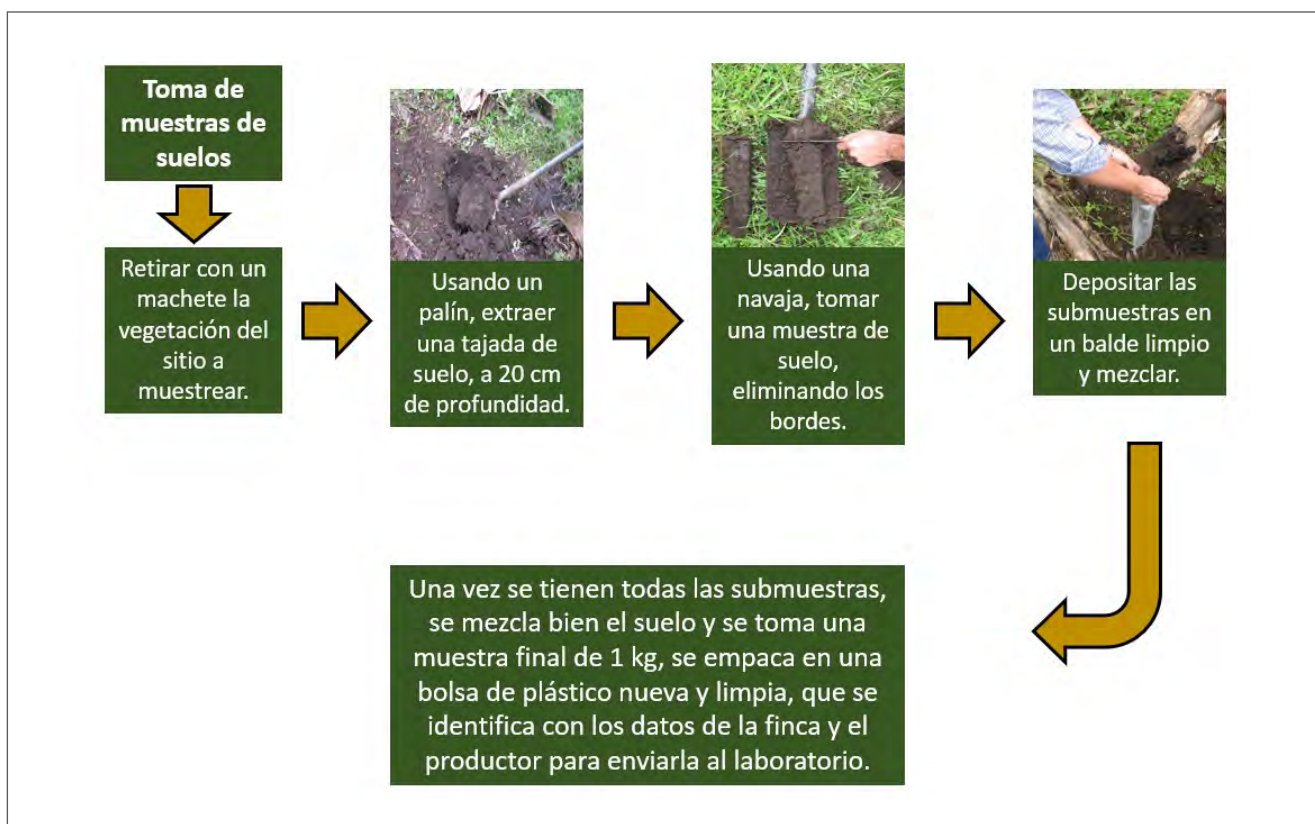 Toma de
muestras de
suelos
Retirar con un
machete la
vegetación del
sitio a
muestrear.
Usando un
palín, extraer
una tajada de
suelo, a 20 cm
de profundidad.
Usando una
navaja, tomar
una muestra de
suelo,
eliminando los
bordes.
Depositar las
submuestras en
un balde limpio
y mezclar.
Una vez se tienen todas las submuestras,
se mezcla bien el suelo y se toma una
muestra final de 1 kg, se empaca en una
bolsa de plástico nueva y limpia, que se
identifica con los datos de la finca y el
productor para enviarla al laboratorio.